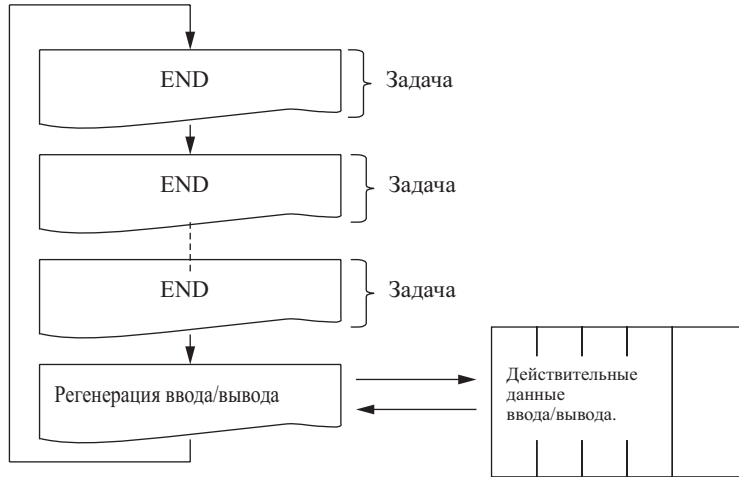 END
Задача
END
Задача
END
Задача
Регенерация ввода/вывода
Действительные
данные
ввода/вывода.